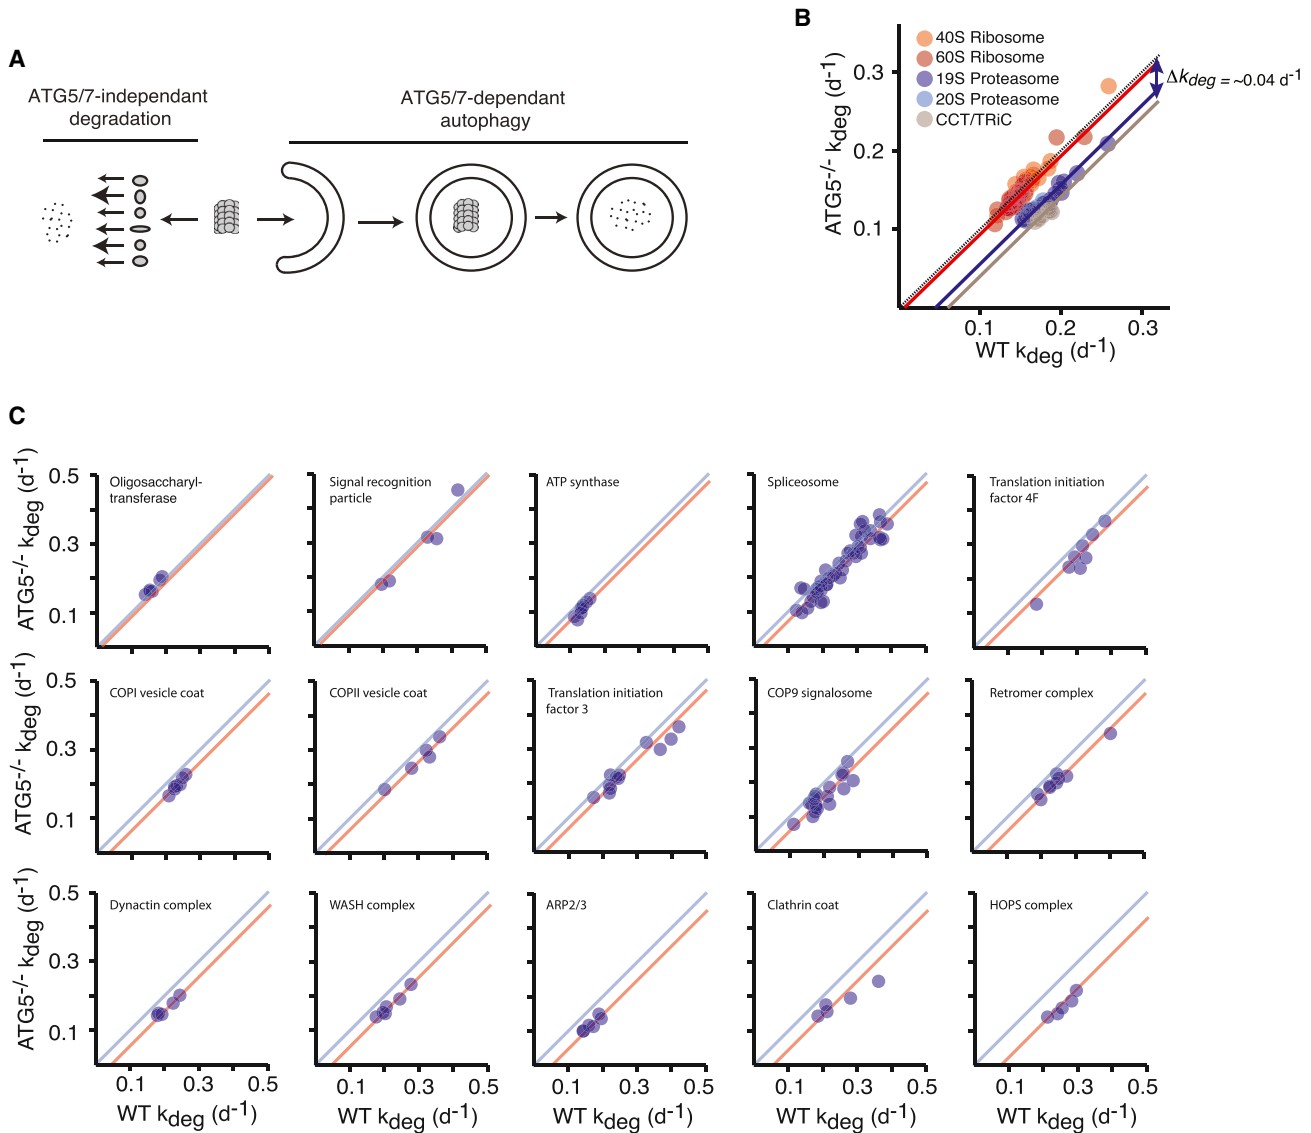 A
ATG5/7-independant
degradation
ATG5/7-dependant
autophagy
B
ATG5-/- kdeg (d-1)
0.3
0.2
0.1
40S Ribosome
60S Ribosome
19S Proteasome
20S Proteasome
CCT/TRiC
Δkdeg = ~0.04 d-1
0.1 0.2 0.3
WT kdeg (d-1)
C
ATG5-/- kdeg (d-1)
0.5
0.3
0.1
Oligosaccharyl-
transferase
Signal recognition
particle
ATP synthase
Spliceosome
Translation initiation
factor 4F
ATG5-/- kdeg (d-1)
0.5
0.3
0.1
COPI vesicle coat
COPII vesicle coat
Translation initiation
factor 3
COP9 signalosome
Retromer complex
ATG5-/- kdeg (d-1)
0.5
0.3
0.1
Dynactin complex
WASH complex
ARP2/3
Clathrin coat
HOPS complex
0.1 0.3 0.5
0.1 0.3 0.5
0.1 0.3 0.5
0.1 0.3 0.5
0.1 0.3 0.5
WT kdeg (d-1)
WT kdeg (d-1)
WT kdeg (d-1)
WT kdeg (d-1)
WT kdeg (d-1)